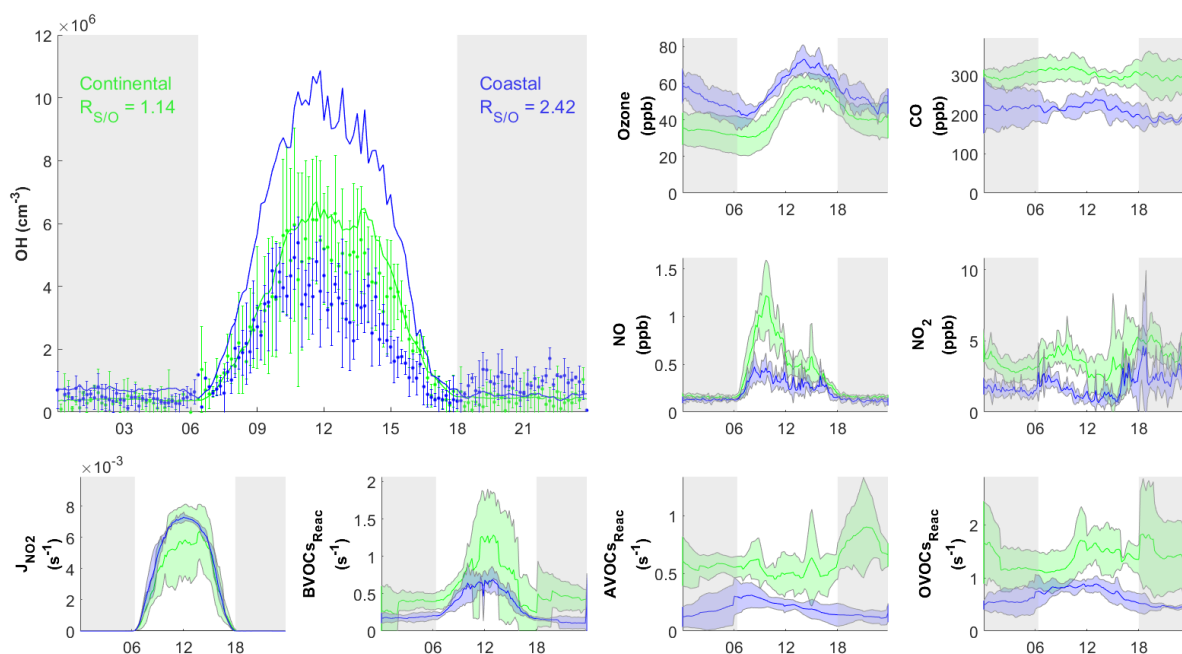 ×10⁶
12
10
8
6
4
2
0
OH (cm⁻³)
Continental
R_S/O = 1.14
Coastal
R_S/O = 2.42
03 06 09 12 15 18 21
80
60
40
20
0
Ozone
(ppb)
06 12 18
300
200
100
CO
(ppb)
06 12 18
1.5
1
0.5
0
NO
(ppb)
06 12 18
10
5
0
NO₂
(ppb)
06 12 18
×10⁻³
8
6
4
2
0
J_NO2
(s⁻¹)
06 12 18
2
1.5
1
0.5
0
BVOCs_Reac
(s⁻¹)
06 12 18
1
0.5
0
AVOCs_Reac
(s⁻¹)
06 12 18
2
1
0
OVOCs_Reac
(s⁻¹)
06 12 18